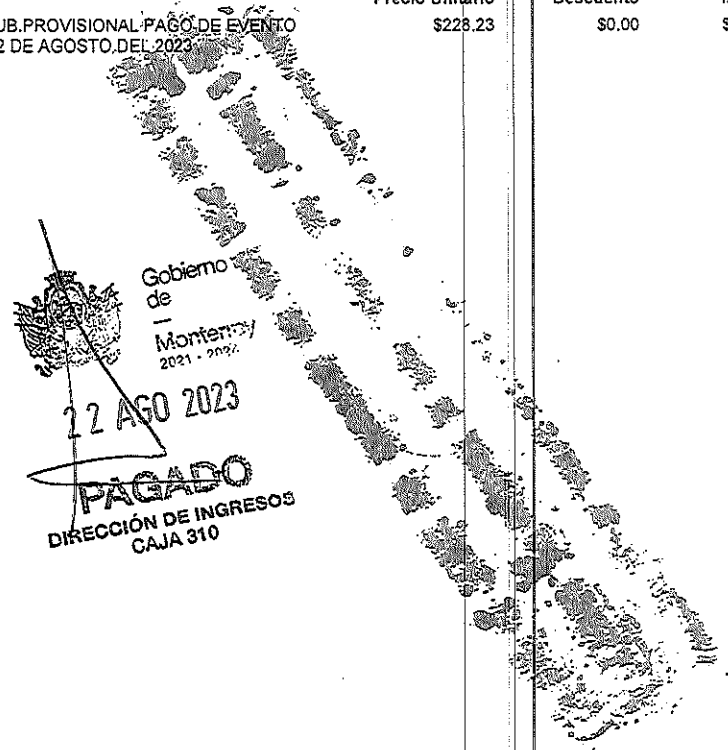 Precio Unitario Descuento
UB.PROVISIONAL PAGO DE EVENTO $228.23 $0.00 $
2 DE AGOSTO.DEL 2023
Gobierno
de
Monterrey
2021 -
22 AGO 2023
PAGADO
DIRECCIÓN DE INGRESOS
CAJA 310